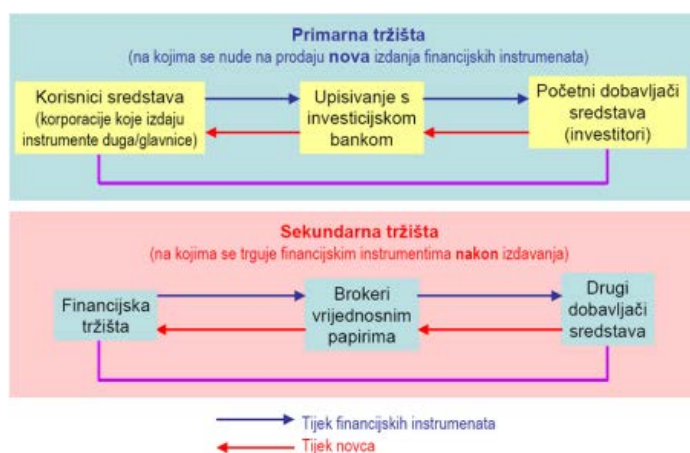 Primarna tržišta
(na kojima se nude na prodaju nova izdanja financijskih instrumenata)
Korisnici sredstava
(korporacije koje izdaju
instrumente duga/glavnice)
Upisivanje s
investicijskom
bankom
Početni dobavljači
sredstava
(investitori)
Sekundarna tržišta
(na kojima se trguje financijskim instrumentima nakon izdavanja)
Financijska
tržišta
Brokeri
vrijednosnim
papirima
Drugi
dobavljači
sredstava
Tijek financijskih instrumenata
Tijek novca